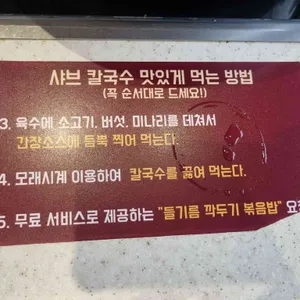 샤브 칼국수 맛있게 먹는 방법
(꼭 순서대로 드세요!)
3. 육수에 소고기, 버섯, 미나리를 데쳐서
간장소스에 듬뿍 찍어 먹는다.
4. 모래시계 이용하여 칼국수를 끓여 먹는다.
5. 무료 서비스로 제공하는 "들기름 깍두기 볶음밥" 요